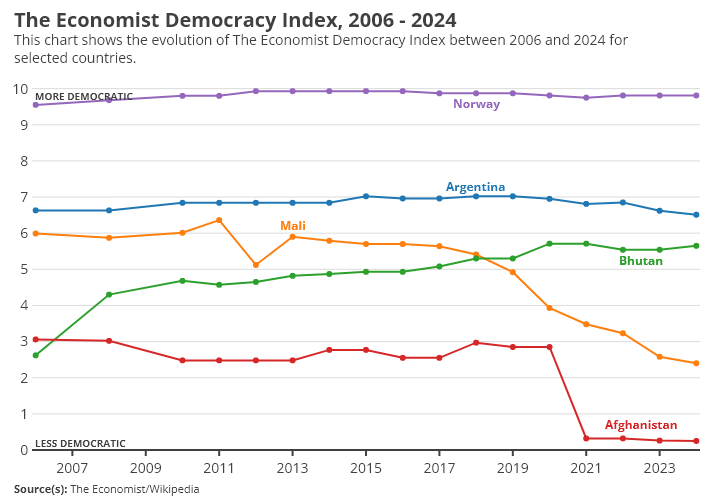 The Economist Democracy Index, 2006 - 2024
This chart shows the evolution of The Economist Democracy Index between 2006 and 2024 for
selected countries.
10
MORE DEMOCRATIC
Norway
9
8
7
Argentina
6
Mali
5
Bhutan
4
3
2
1
Afghanistan
LESS DEMOCRATIC
0
2007 2009 2011 2013 2015 2017 2019 2021 2023
Source(s): The Economist/Wikipedia